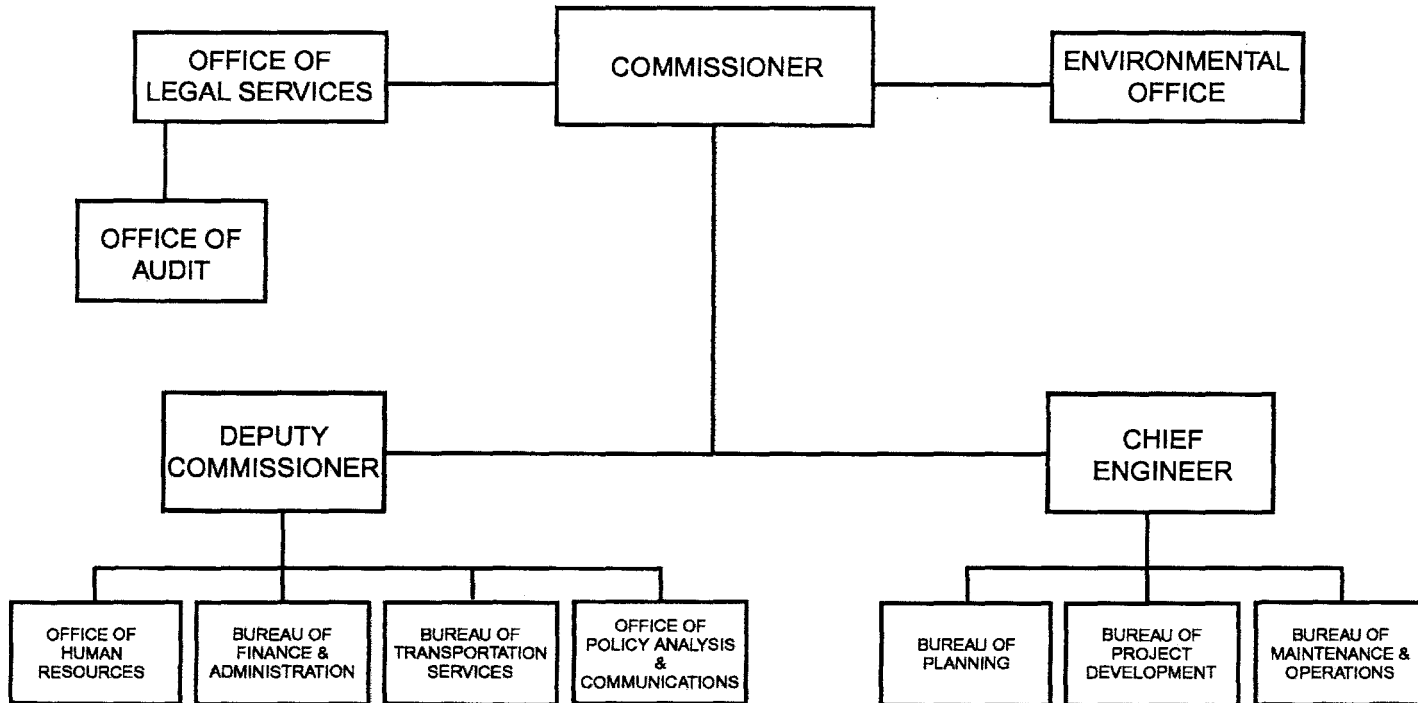 OFFICE OF
LEGAL SERVICES
COMMISSIONER
ENVIRONMENTAL
OFFICE
OFFICE OF
AUDIT
DEPUTY
COMMISSIONER
CHIEF
ENGINEER
OFFICE OF
HUMAN
RESOURCES
BUREAU OF
FINANCE &
ADMINISTRATION
BUREAU OF
TRANSPORTATION
SERVICES
OFFICE OF
POLICY ANALYSIS
&
COMMUNICATIONS
BUREAU OF
PLANNING
BUREAU OF
PROJECT
DEVELOPMENT
BUREAU OF
MAINTENANCE &
OPERATIONS